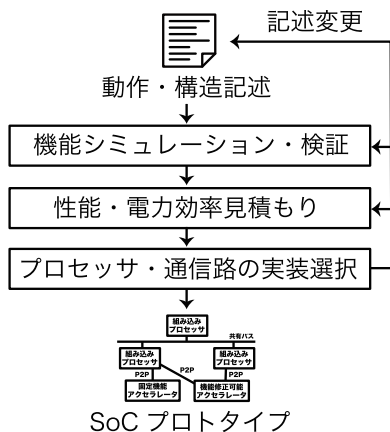 記述変更
動作・構造記述
機能シミュレーション・検証
性能・電力効率見積もり
プロセッサ・通信路の実装選択
組み込み
プロセッサ
共有バス
組み込み
プロセッサ
組み込み
プロセッサ
P2P
P2P
P2P
固定機能
アクセラレータ
機能修正可能
アクセラレータ
SoC プロトタイプ